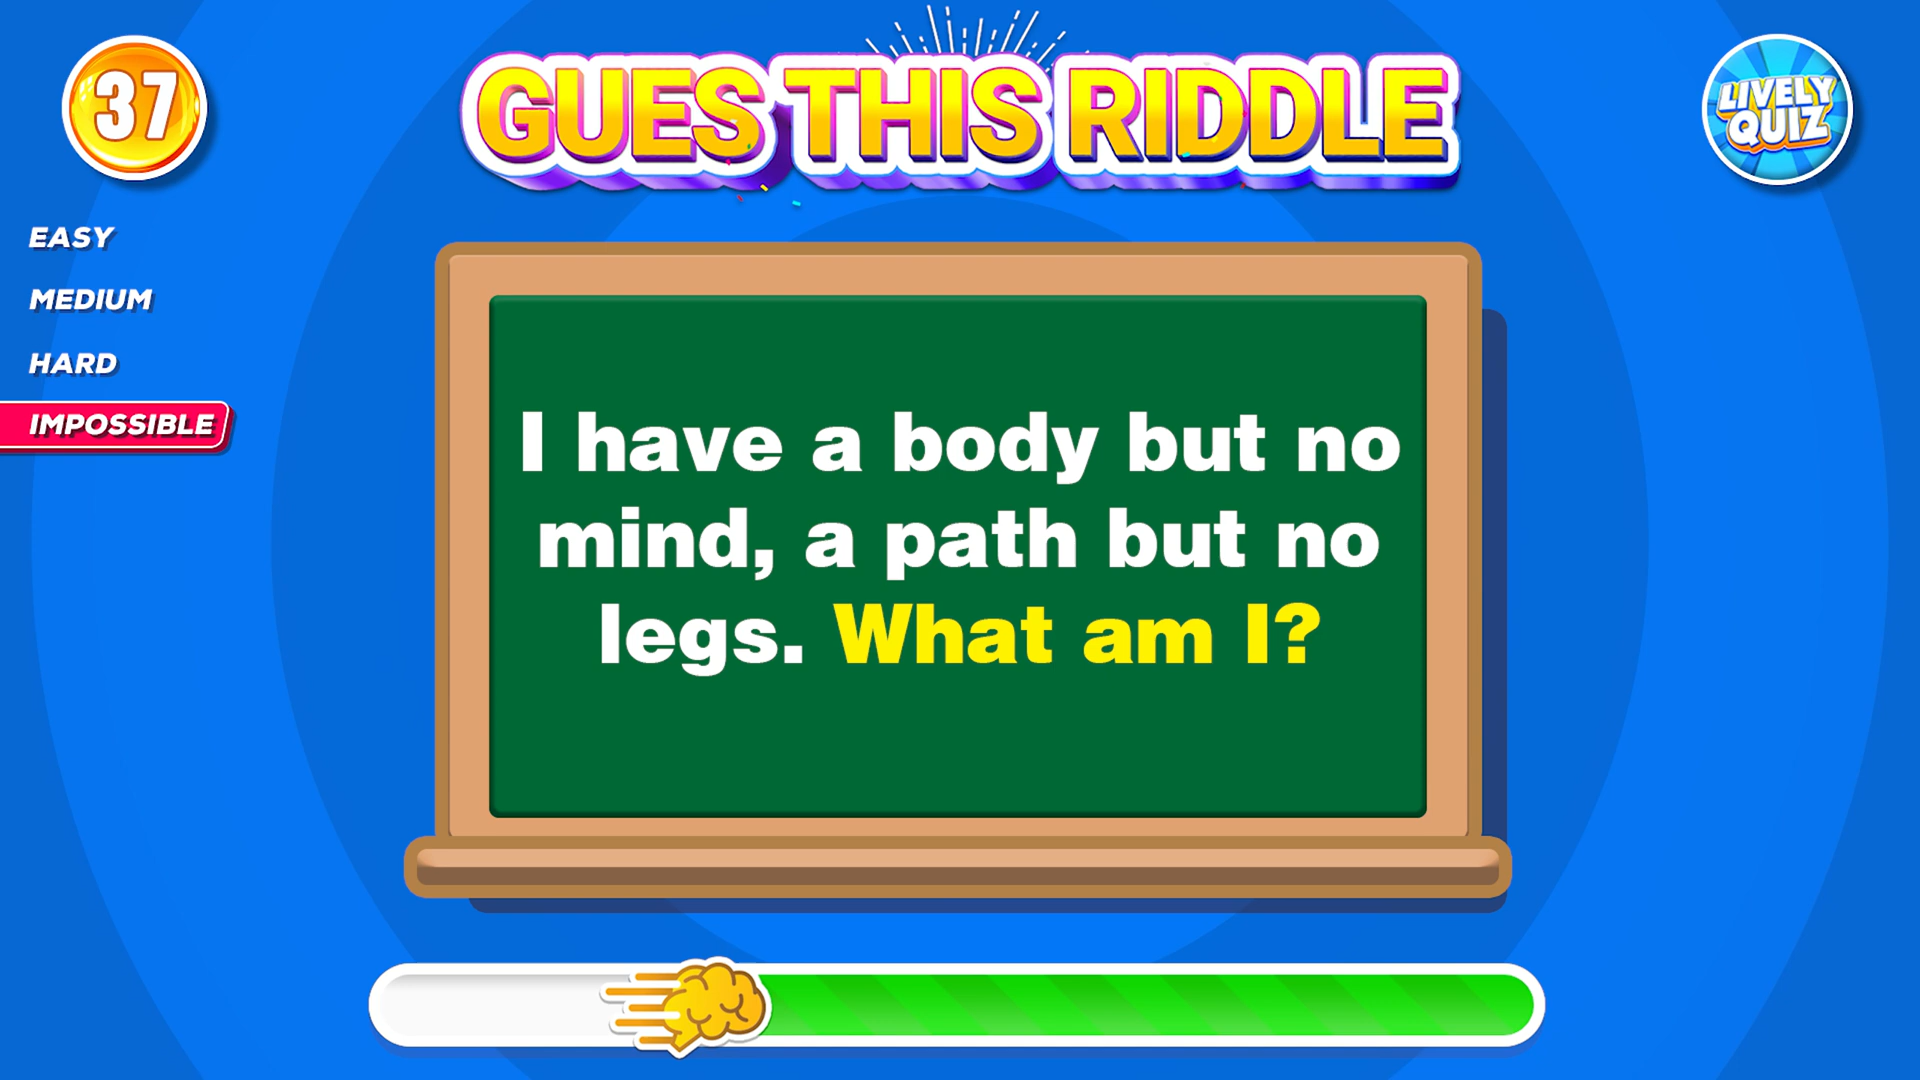 37
GUES THIS RIDDLE
LIVELY
QUIZ
EASY
MEDIUM
HARD
IMPOSSIBLE
I have a body but no
mind, a path but no
legs. What am I?